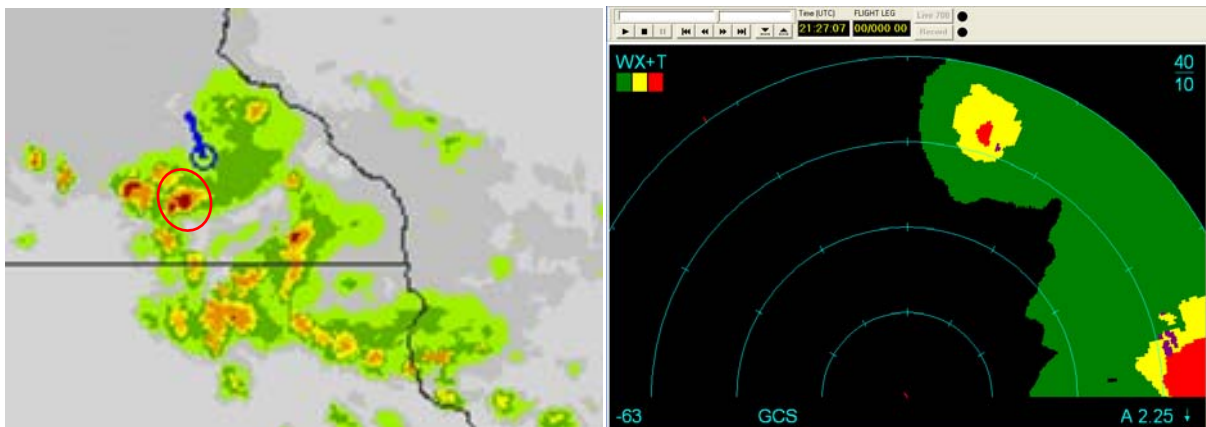 Time (UTC)
FLIGHT LEG
21:27:07
00/000 00
Live 700
Record
WX+T
40
10
-63
GCS
A 2.25 ↓